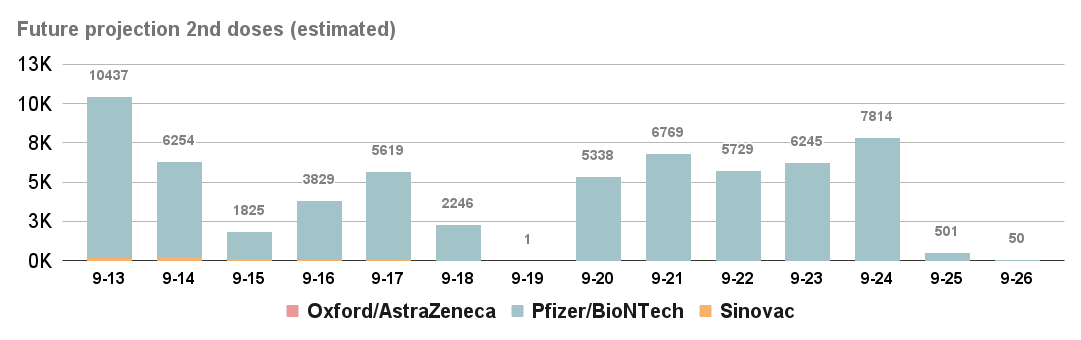 Future projection 2nd doses (estimated)
13K
10K
8K
5K
3K
0K
10437
6254
1825
3829
5619
2246
1
5338
6769
5729
6245
7814
501
50
9-13 9-14 9-15 9-16 9-17 9-18 9-19 9-20 9-21 9-22 9-23 9-24 9-25 9-26
Oxford/AstraZeneca Pfizer/BioNTech Sinovac